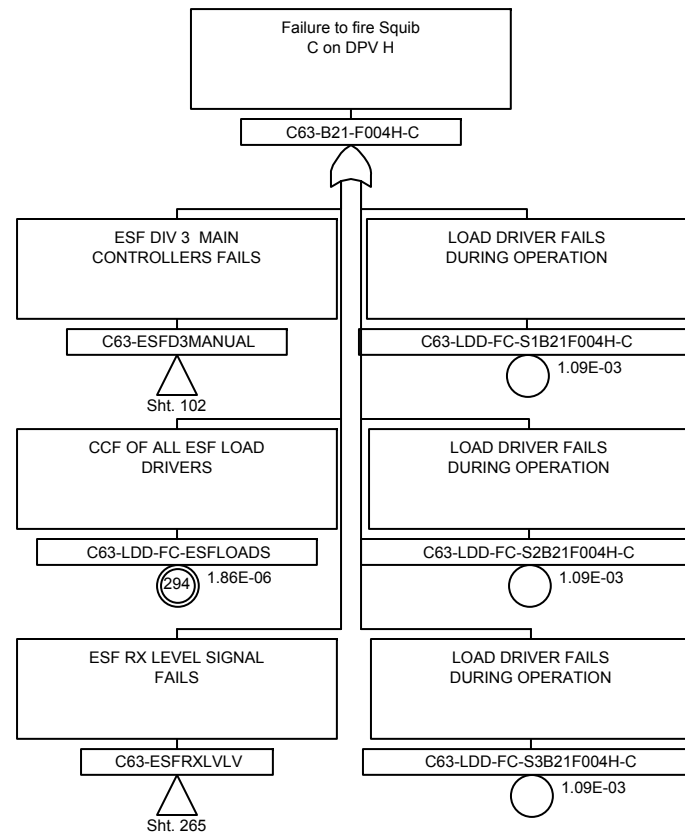 Failure to fire Squib
C on DPV H
C63-B21-F004H-C
ESF DIV 3 MAIN
CONTROLLERS FAILS
C63-ESFD3MANUAL
Sht. 102
LOAD DRIVER FAILS
DURING OPERATION
C63-LDD-FC-S1B21F004H-C
1.09E-03
CCF OF ALL ESF LOAD
DRIVERS
C63-LDD-FC-ESFLOADS
294
1.86E-06
LOAD DRIVER FAILS
DURING OPERATION
C63-LDD-FC-S2B21F004H-C
1.09E-03
ESF RX LEVEL SIGNAL
FAILS
C63-ESFRXLVLV
Sht. 265
LOAD DRIVER FAILS
DURING OPERATION
C63-LDD-FC-S3B21F004H-C
1.09E-03